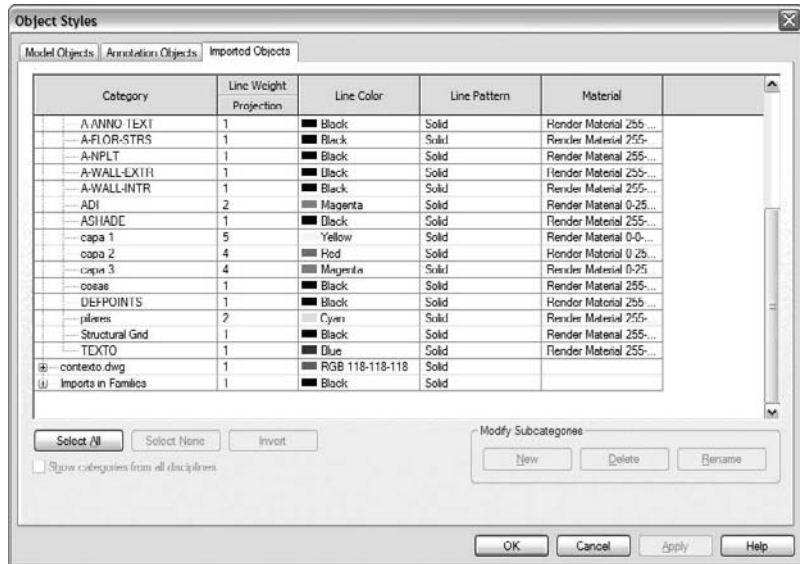 Object Styles
Model Objects Annotation Objects Imported Objects
Category Line Weight Line Color Line Pattern Material
Projection
A-ANNO-TEXT 1 Black Solid Render Material 255-...
A-FLOR-STRS 1 Black Solid Render Material 255-...
A-NPLT 1 Black Solid Render Material 255-...
A-WALL-EXTR 1 Black Solid Render Material 255-...
A-WALL-INTR 1 Black Solid Render Material 255-...
ADI 2 Magenta Solid Render Material 0-25...
ASHADE 1 Black Solid Render Material 255-...
capa 1 5 Yellow Solid Render Material 0-0-...
capa 2 4 Red Solid Render Material 0-25...
capa 3 4 Magenta Solid Render Material 0-25...
cosas 1 Black Solid Render Material 255-...
DEFPOINTS 1 Black Solid Render Material 255-...
pilares 2 Cyan Solid Render Material 255-...
Structural Grid 1 Black Solid Render Material 255-...
TEXTO 1 Blue Solid Render Material 255-...
contexto.dwg 1 RGB 118-118-118 Solid
Imports in Families 1 Black Solid
Select All Select None Invert
Show categories from all disciplines
Modify Subcategories
New Delete Rename
OK Cancel Apply Help